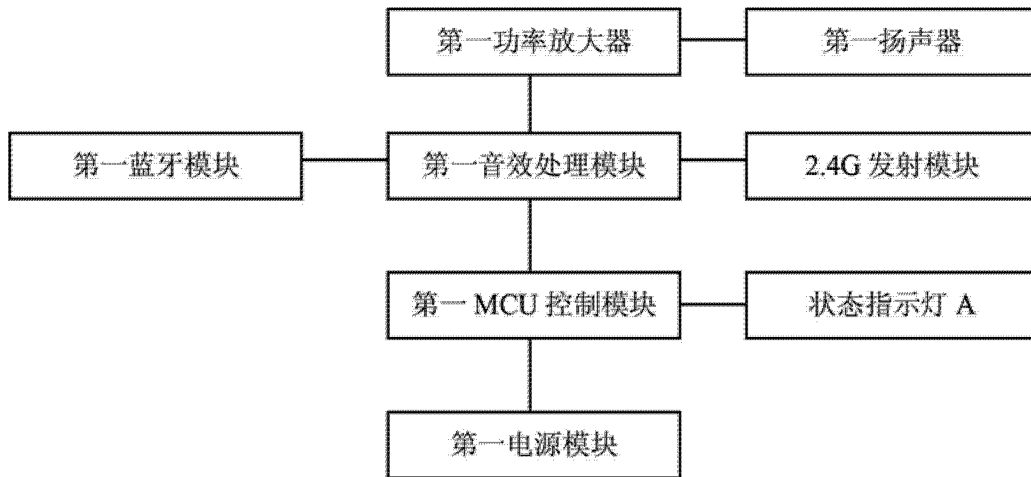 第一功率放大器
第一扬声器
第一蓝牙模块
第一音效处理模块
2.4G 发射模块
第一 MCU 控制模块
状态指示灯 A
第一电源模块